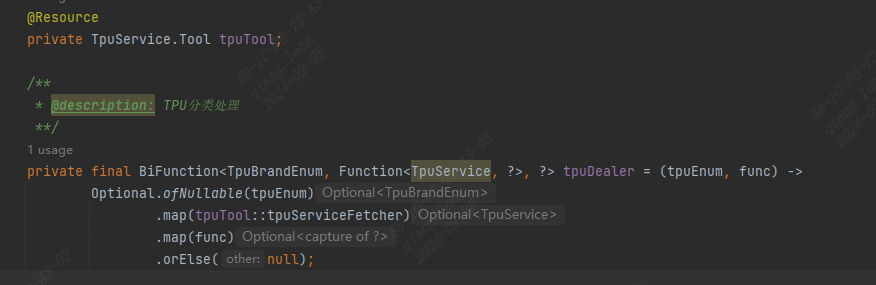 @Resource
private TpuService.Tool tpuTool;
/**
* @description: TPU分类处理
**/
1 usage
private final BiFunction<TpuBrandEnum, Function<TpuService, ?>, ?> tpuDealer = (tpuEnum, func) ->
Optional.ofNullable(tpuEnum) Optional<TpuBrandEnum>
.map(tpuTool::tpuServiceFetcher) Optional<TpuService>
.map(func) Optional<capture of ?>
.orElse( other: null);